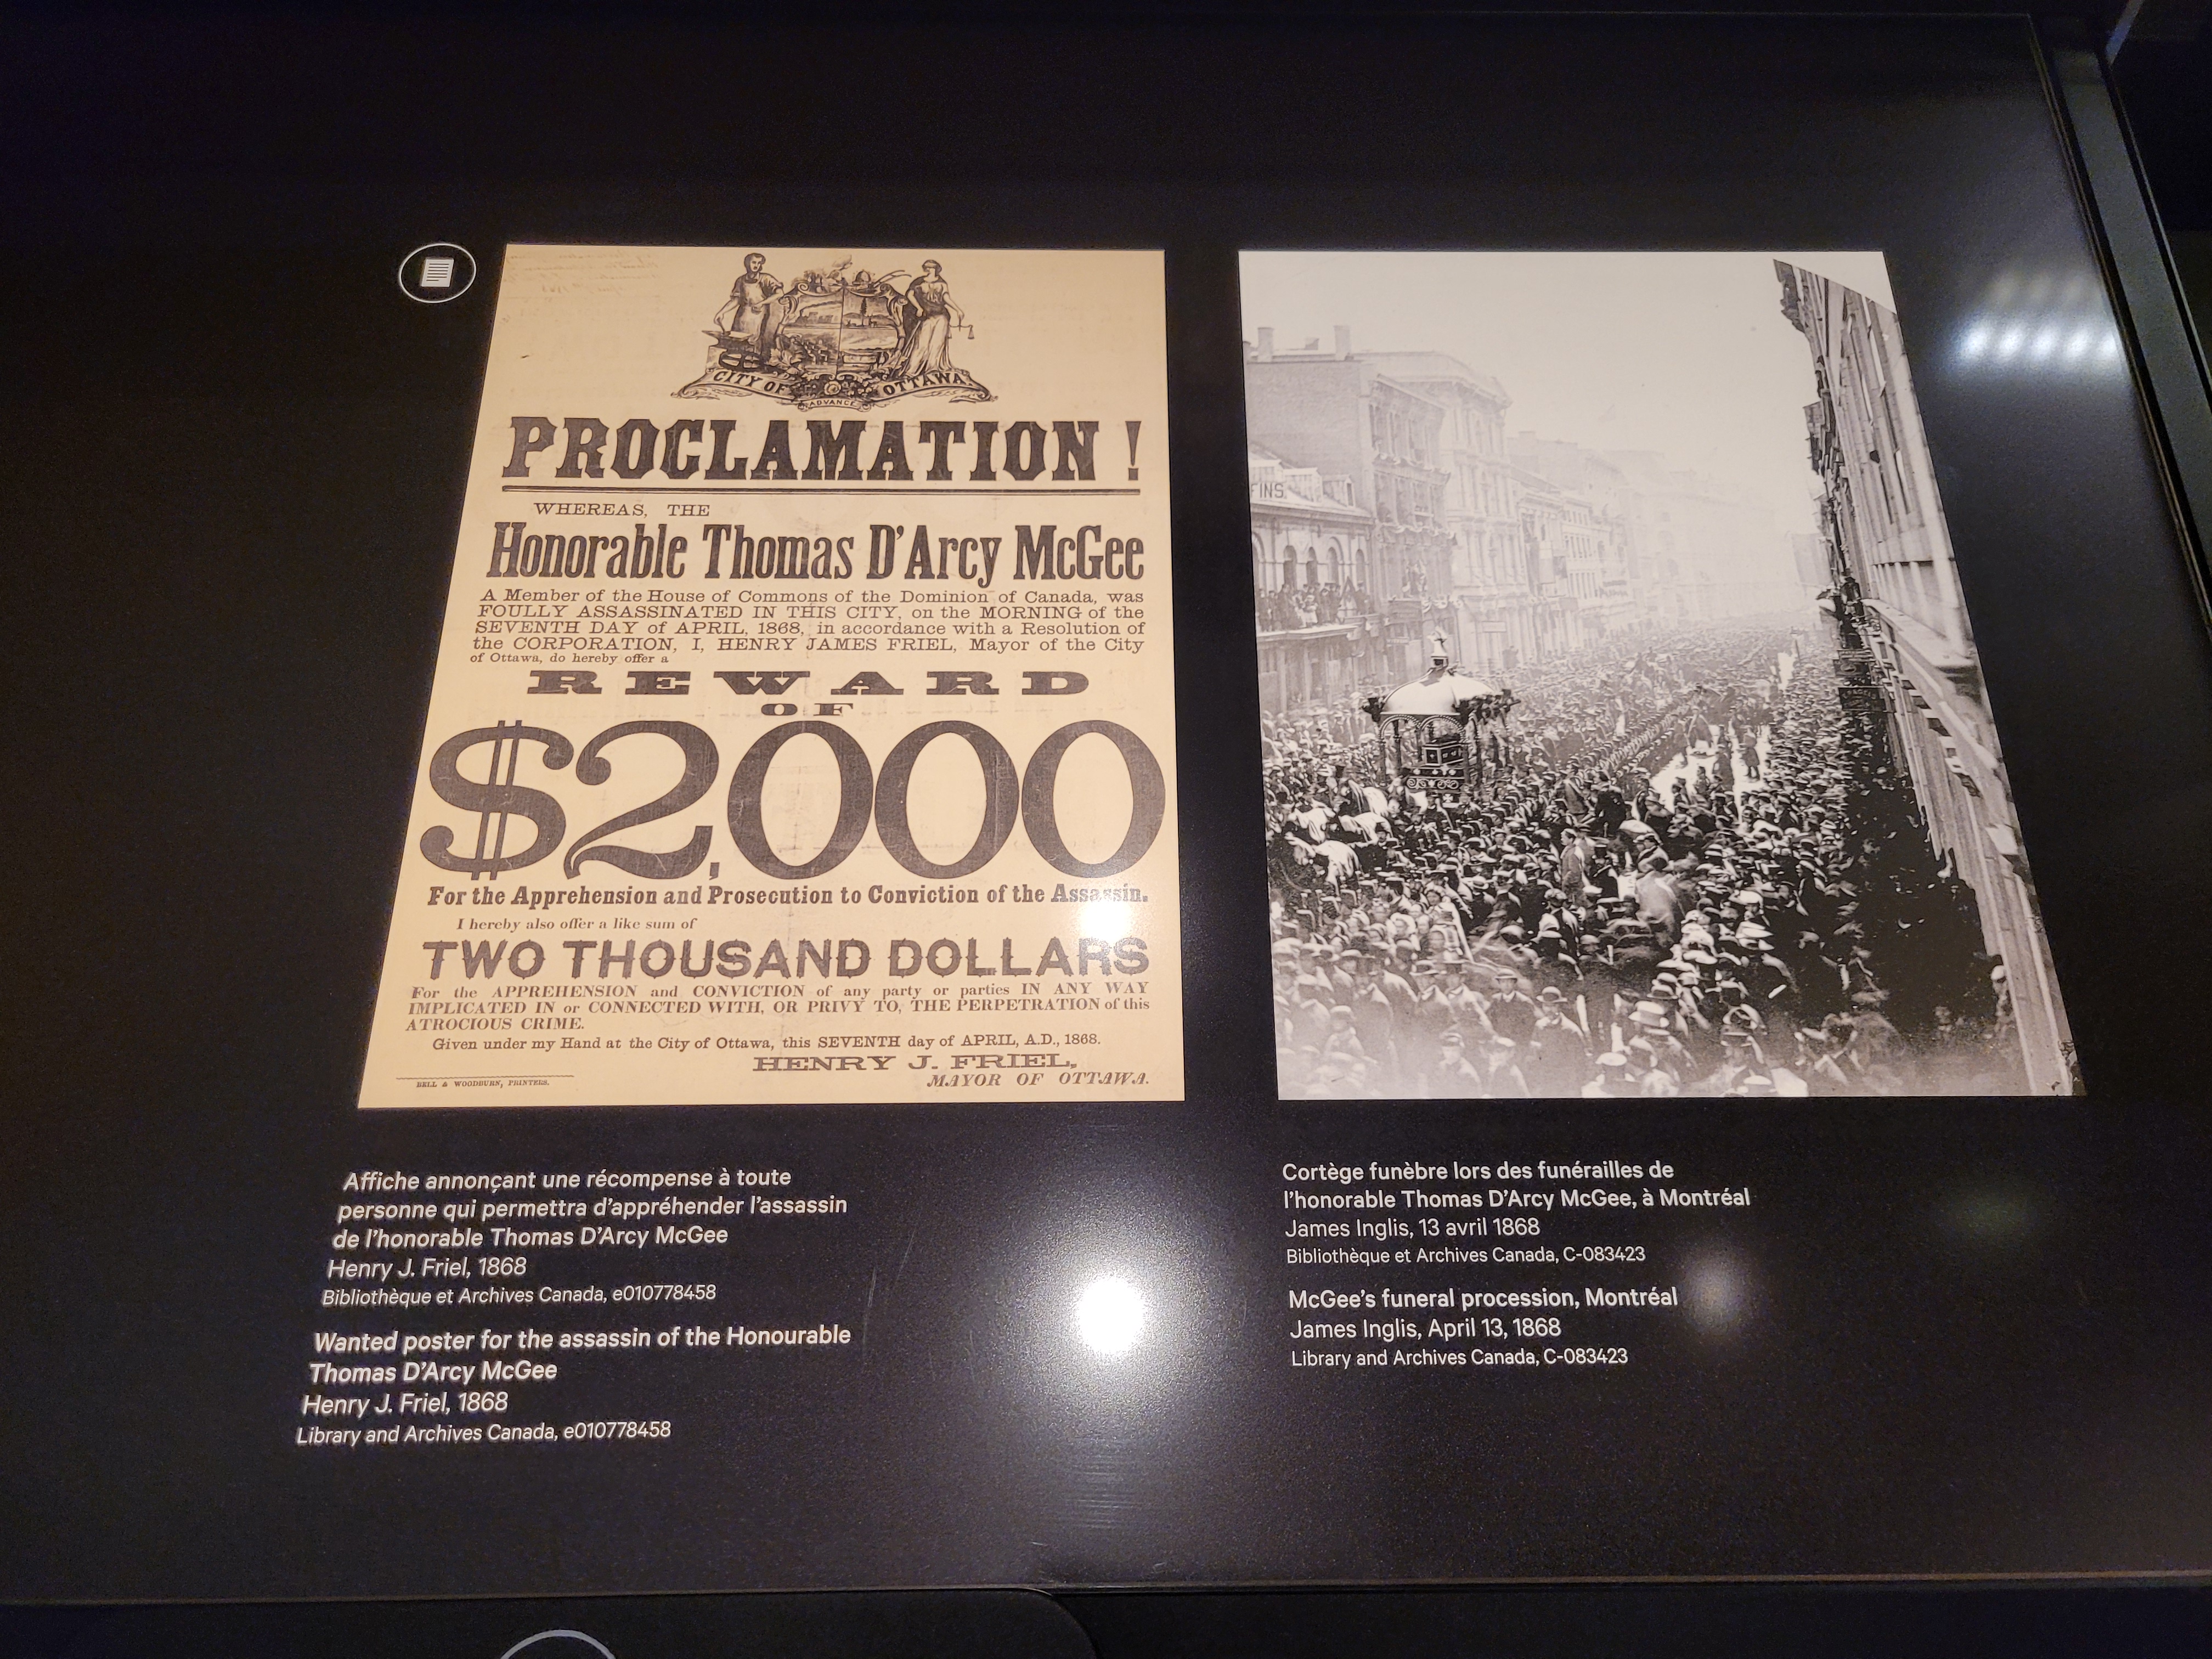 CITY OF OTTAWA
ADVANCE
PROCLAMATION !
WHEREAS, THE
Honorable Thomas D'Arcy McGee
A Member of the House of Commons of the Dominion of Canada, was
FOULLY ASSASSINATED IN THIS CITY, on the MORNING of the
SEVENTH DAY of APRIL, 1868, in accordance with a Resolution of
the CORPORATION, I, HENRY JAMES FRIEL, Mayor of the City
of Ottawa, do hereby offer a
REWARD
OF
$2,000
For the Apprehension and Prosecution to Conviction of the Assassin.
I hereby also offer a like sum of
TWO THOUSAND DOLLARS
For the APPREHENSION and CONVICTION of any party or parties IN ANY WAY
IMPLICATED IN or CONNECTED WITH, OR PRIVY TO, THE PERPETRATION of this
ATROCIOUS CRIME.
Given under my Hand at the City of Ottawa, this SEVENTH day of APRIL, A.D., 1868.
HENRY J. FRIEL,
MAYOR OF OTTAWA.
BELL & WOODBURN, PRINTERS.
Affiche annonçant une récompense à toute
personne qui permettra d'appréhender l'assassin
de l'honorable Thomas D'Arcy McGee
Henry J. Friel, 1868
Bibliothèque et Archives Canada, e010778458
Wanted poster for the assassin of the Honourable
Thomas D'Arcy McGee
Henry J. Friel, 1868
Library and Archives Canada, e010778458
FINS.
Cortège funèbre lors des funérailles de
l'honorable Thomas D'Arcy McGee, à Montréal
James Inglis, 13 avril 1868
Bibliothèque et Archives Canada, C-083423
McGee's funeral procession, Montréal
James Inglis, April 13, 1868
Library and Archives Canada, C-083423